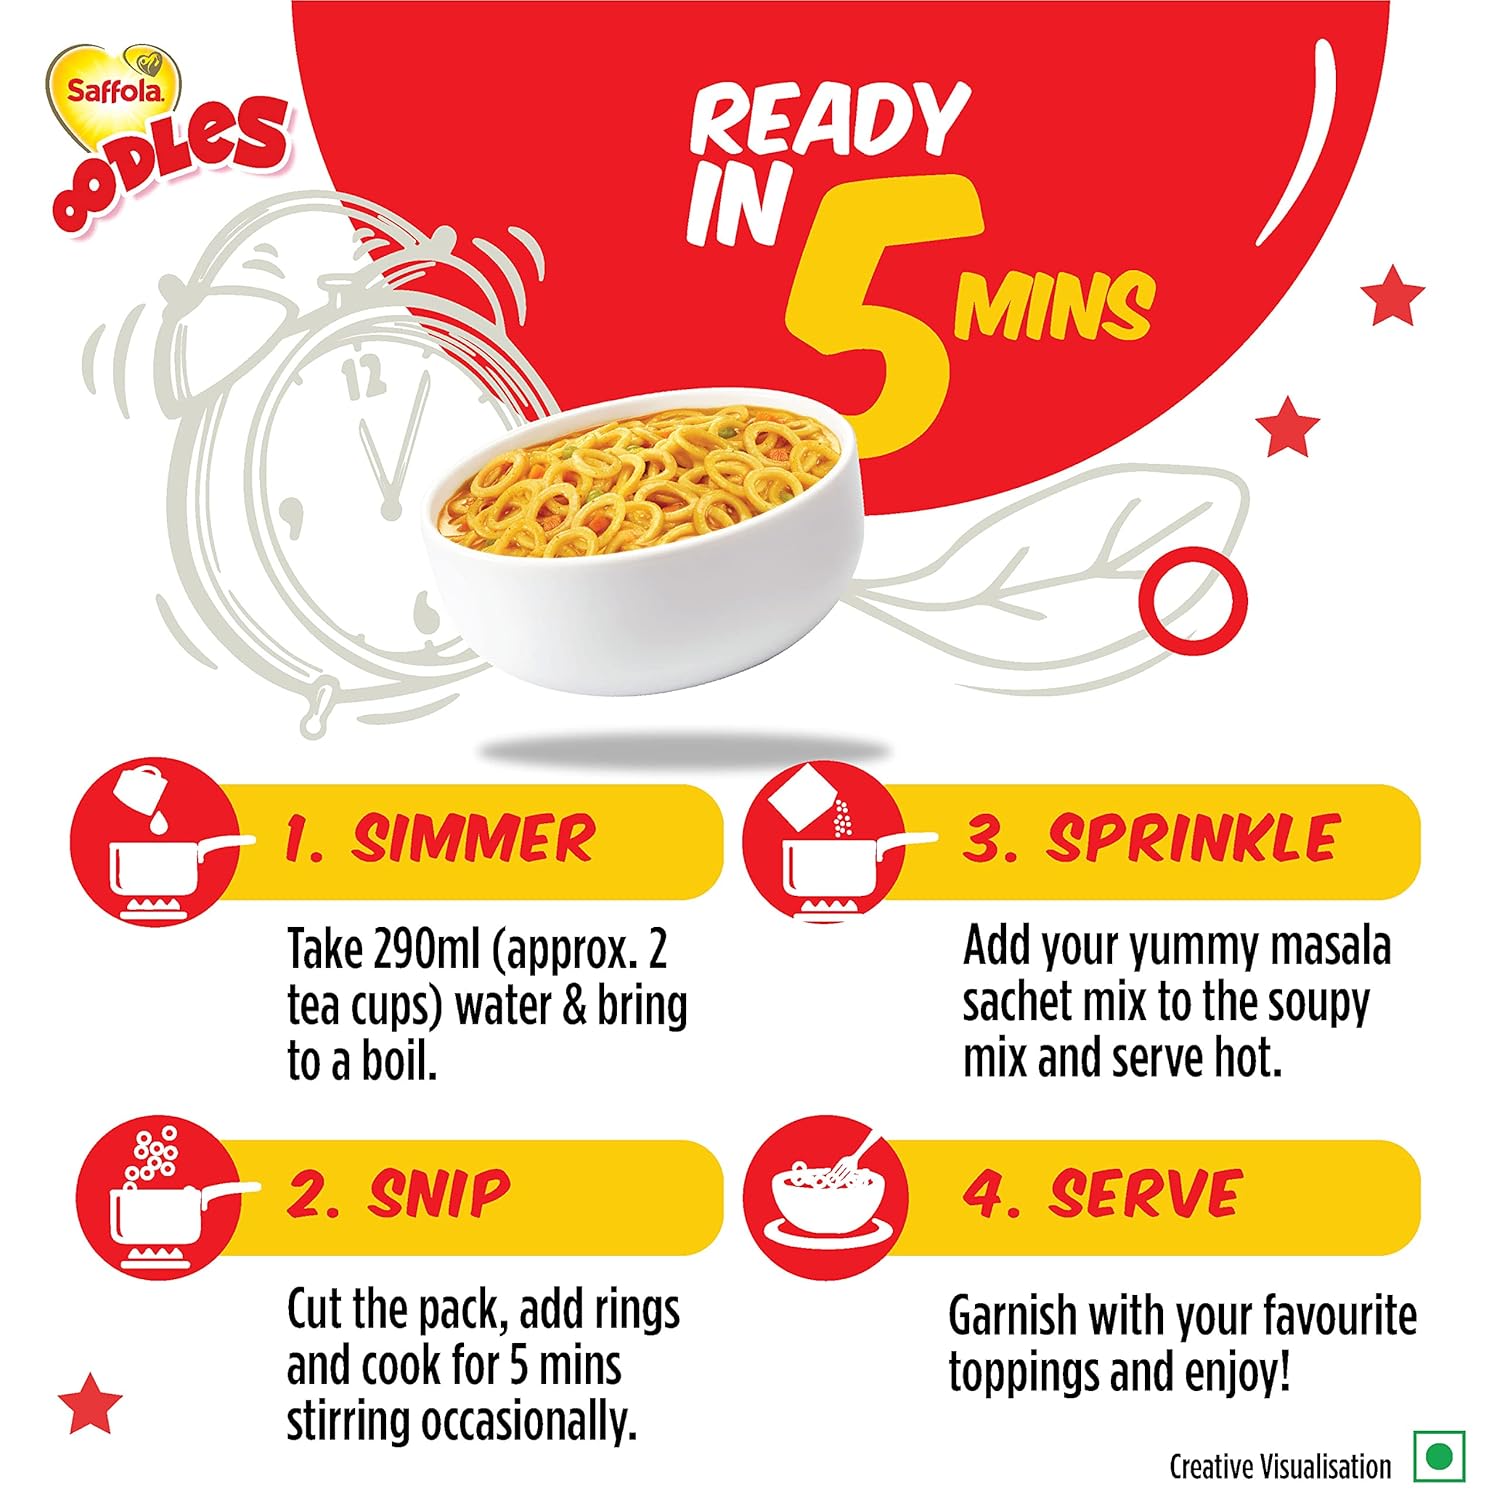 Saffola.
OODLES
READY
IN 5 MINS
12
1. SIMMER
Take 290ml (approx. 2
tea cups) water & bring
to a boil.
2. SNIP
Cut the pack, add rings
and cook for 5 mins
stirring occasionally.
3. SPRINKLE
Add your yummy masala
sachet mix to the soupy
mix and serve hot.
4. SERVE
Garnish with your favourite
toppings and enjoy!
Creative Visualisation